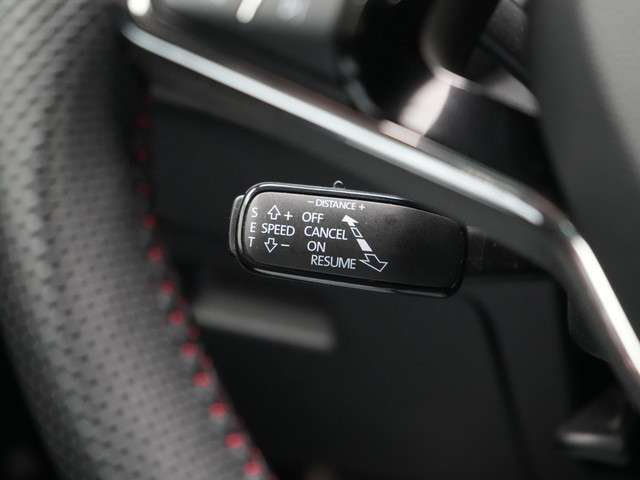 − DISTANCE +
S + OFF
E SPEED CANCEL
T − ON
RESUME